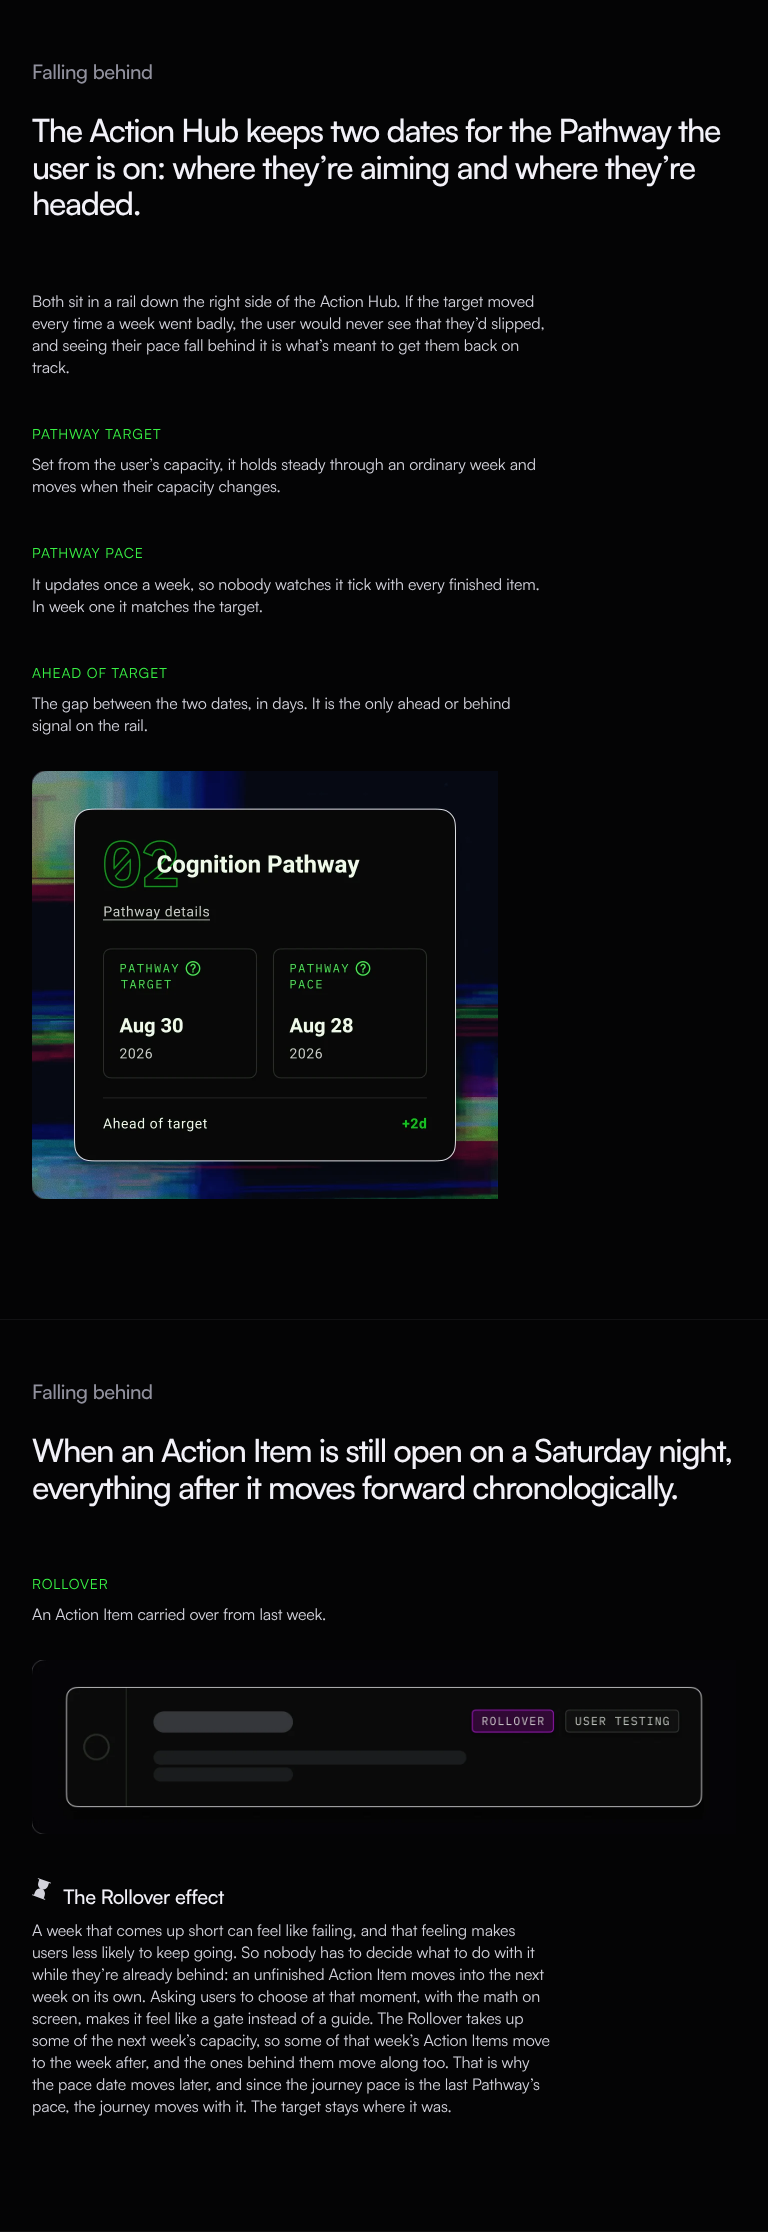 Falling behind
The Action Hub keeps two dates for the Pathway the
user is on: where they’re aiming and where they’re
headed.
Both sit in a rail down the right side of the Action Hub. If the target moved
every time a week went badly, the user would never see that they’d slipped,
and seeing their pace fall behind it is what’s meant to get them back on
track.
PATHWAY TARGET
Set from the user’s capacity, it holds steady through an ordinary week and
moves when their capacity changes.
PATHWAY PACE
It updates once a week, so nobody watches it tick with every finished item.
In week one it matches the target.
AHEAD OF TARGET
The gap between the two dates, in days. It is the only ahead or behind
signal on the rail.
02 Cognition Pathway
Pathway details
PATHWAY ?
TARGET
Aug 30
2026
PATHWAY ?
PACE
Aug 28
2026
Ahead of target +2d
Falling behind
When an Action Item is still open on a Saturday night,
everything after it moves forward chronologically.
ROLLOVER
An Action Item carried over from last week.
ROLLOVER USER TESTING
The Rollover effect
A week that comes up short can feel like failing, and that feeling makes
users less likely to keep going. So nobody has to decide what to do with it
while they’re already behind: an unfinished Action Item moves into the next
week on its own. Asking users to choose at that moment, with the math on
screen, makes it feel like a gate instead of a guide. The Rollover takes up
some of the next week’s capacity, so some of that week’s Action Items move
to the week after, and the ones behind them move along too. That is why
the pace date moves later, and since the journey pace is the last Pathway’s
pace, the journey moves with it. The target stays where it was.